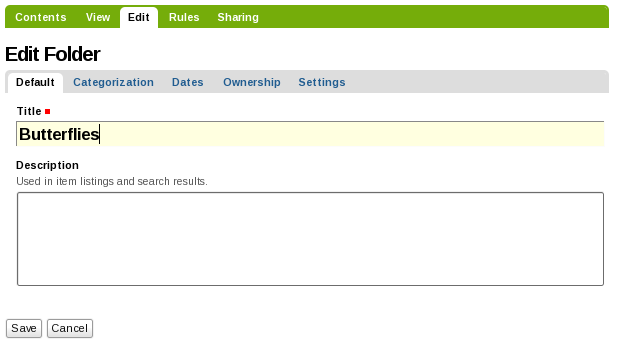 Contents View Edit Rules Sharing
Edit Folder
Default Categorization Dates Ownership Settings
Title
Butterflies
Description
Used in item listings and search results.
Save Cancel